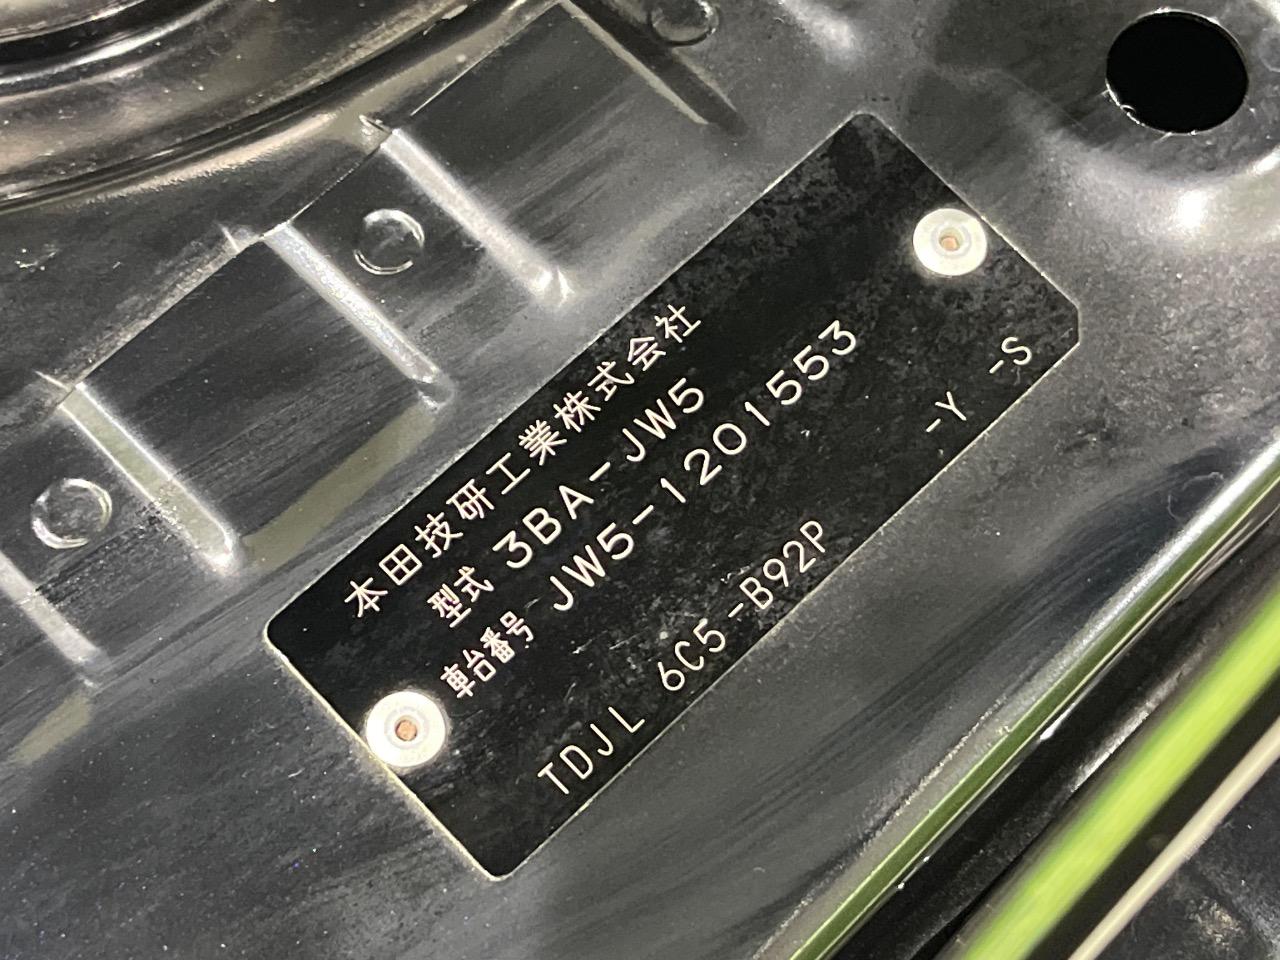 本田技研工業株式会社
型式 3BA-JW5
車台番号 JW5-1201553
-Y -S
TDJL 6C5-B92P